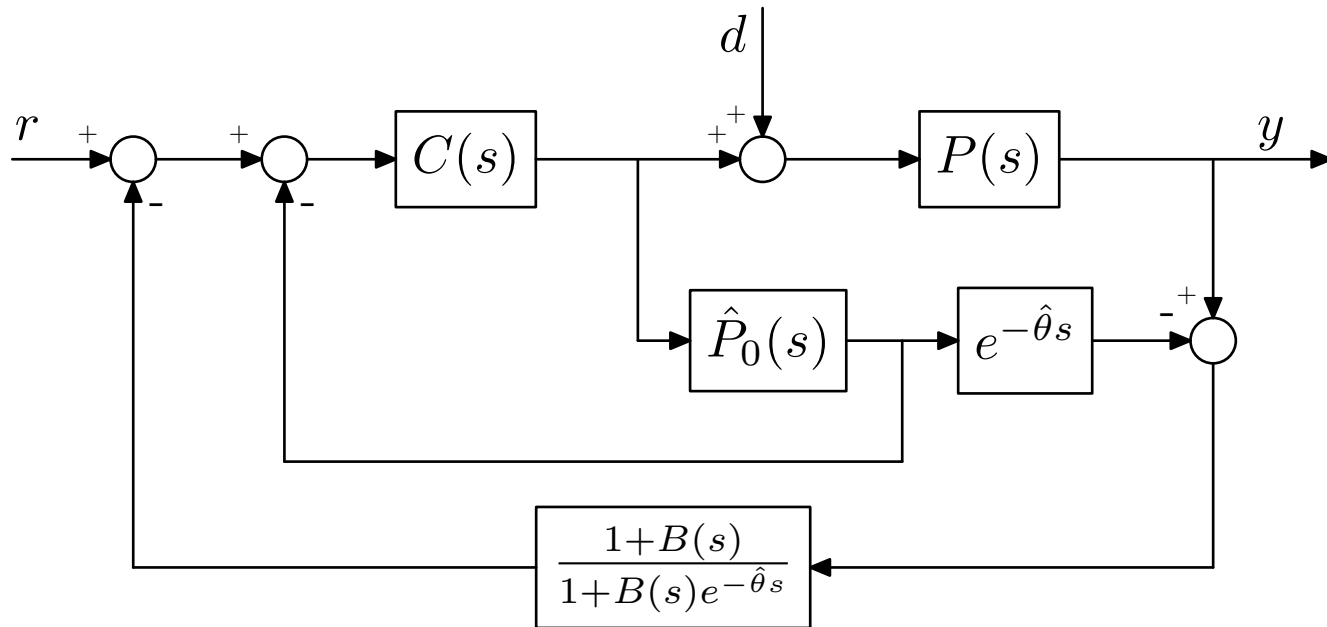 d
r + + C(s) + + P(s) y
- -
P̂₀(s) e^{-θ̂s} - +
1+B(s)
1+B(s)e^{-θ̂s}